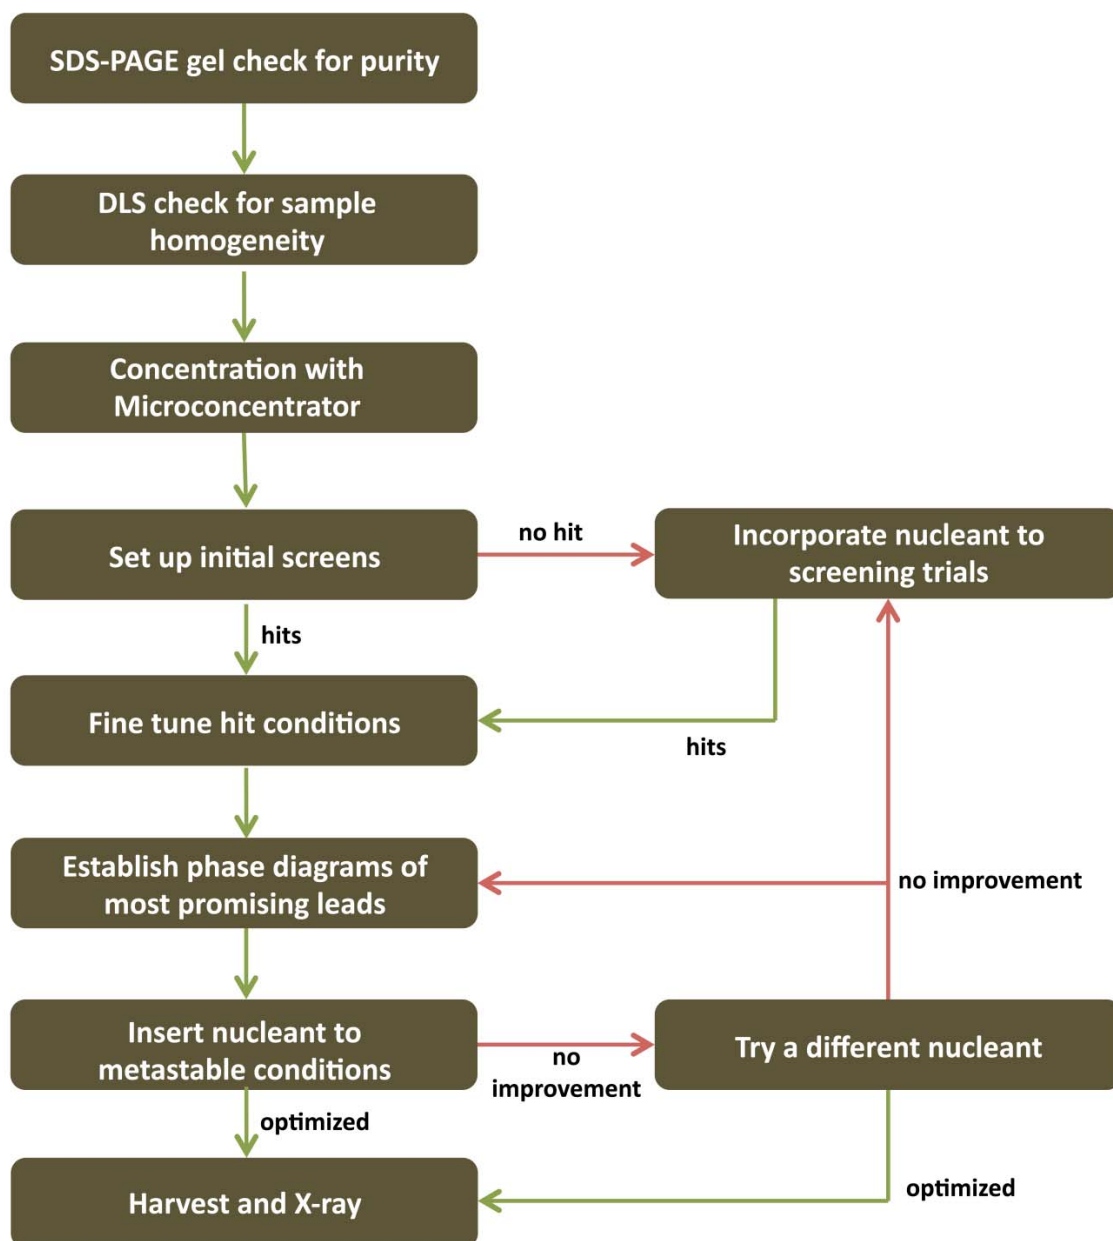 SDS-PAGE gel check for purity
DLS check for sample
homogeneity
Concentration with
Microconcentrator
Set up initial screens
no hit
Incorporate nucleant to
screening trials
hits
Fine tune hit conditions
hits
Establish phase diagrams of
most promising leads
no improvement
Insert nucleant to
metastable conditions
no
improvement
Try a different nucleant
optimized
Harvest and X-ray
optimized